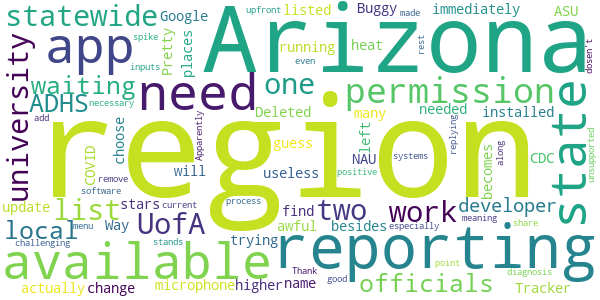 statewide
app
Google
Pretty
places
Arizona
Buggy
listed
running
heat
immediately
ASU
upfront
made
rest
spike
even
inputs
dosen't
university
waiting
ADHS
COVID
need
one
permission
state
Deleted
many
left
needed
installed
choose
necessary
add
Apparently
guess
NAU
replying
systems
along
becomes
CDC
positive
unsupported
region
stars
will
useless
remove
current
software
process
update
list
UofA
two
work
developer
menu
Way
besides
find
awful
especially
meaning
local
challenging
stands
trying
officials
name
Thank
good
share
available
reporting
actually
change
microphone
higher
point
diagnosis
Tracker